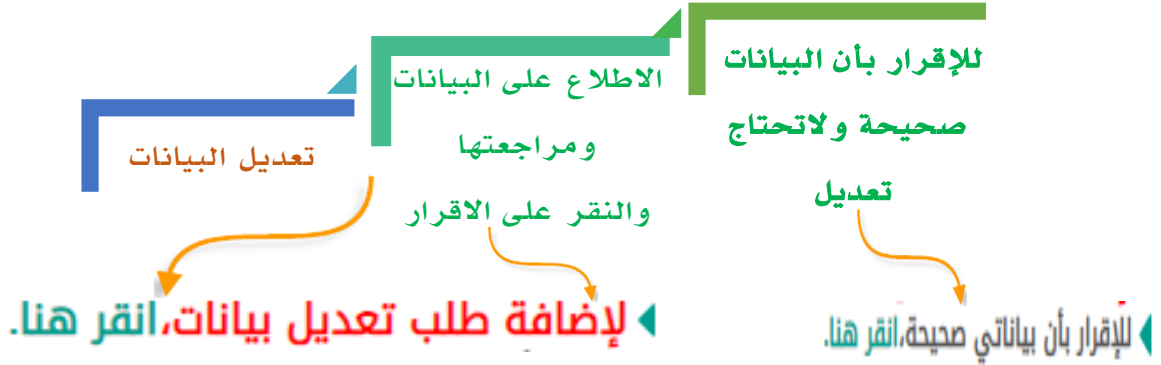 للإقرار بأن البيانات
صحيحة ولاتحتاج
تعديل
الاطلاع على البيانات
ومراجعتها
والنقر على الاقرار
تعديل البيانات
للإقرار بأن بياناتي صحيحة،انقر هنا.
لإضافة طلب تعديل بيانات،انقر هنا.